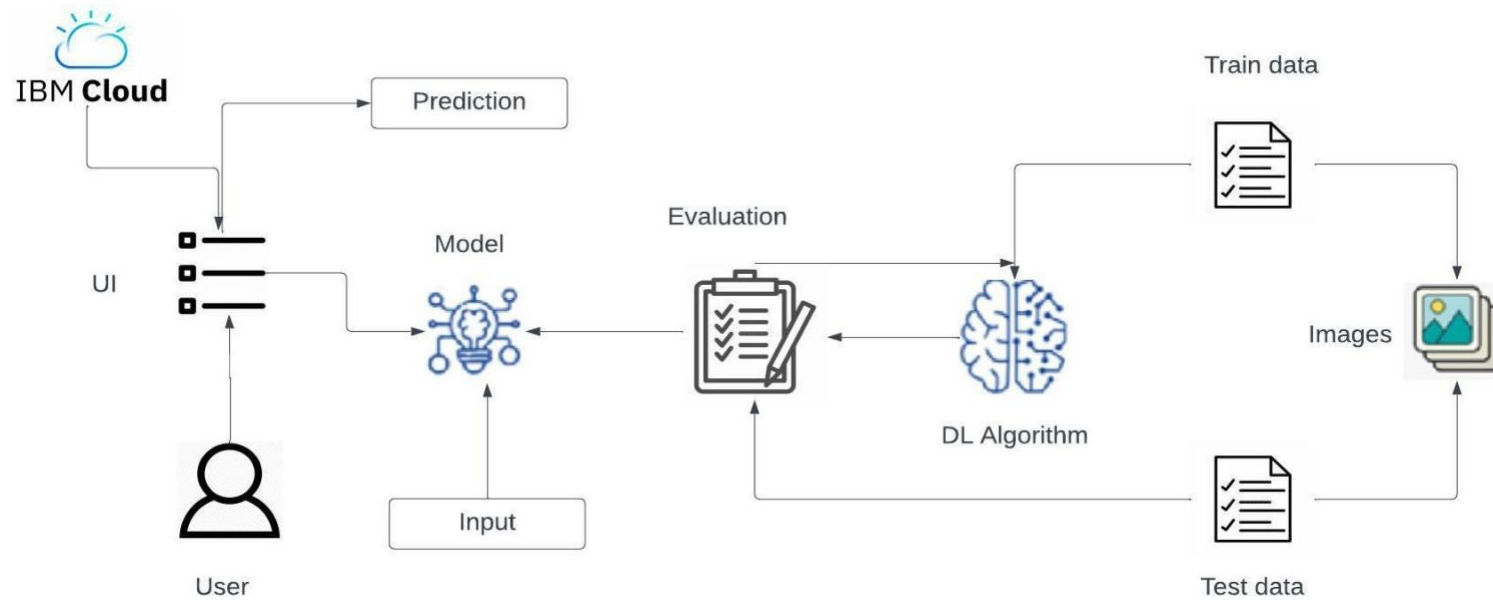 IBM Cloud
Prediction
Train data
Evaluation
Model
UI
Images
DL Algorithm
Input
User
Test data